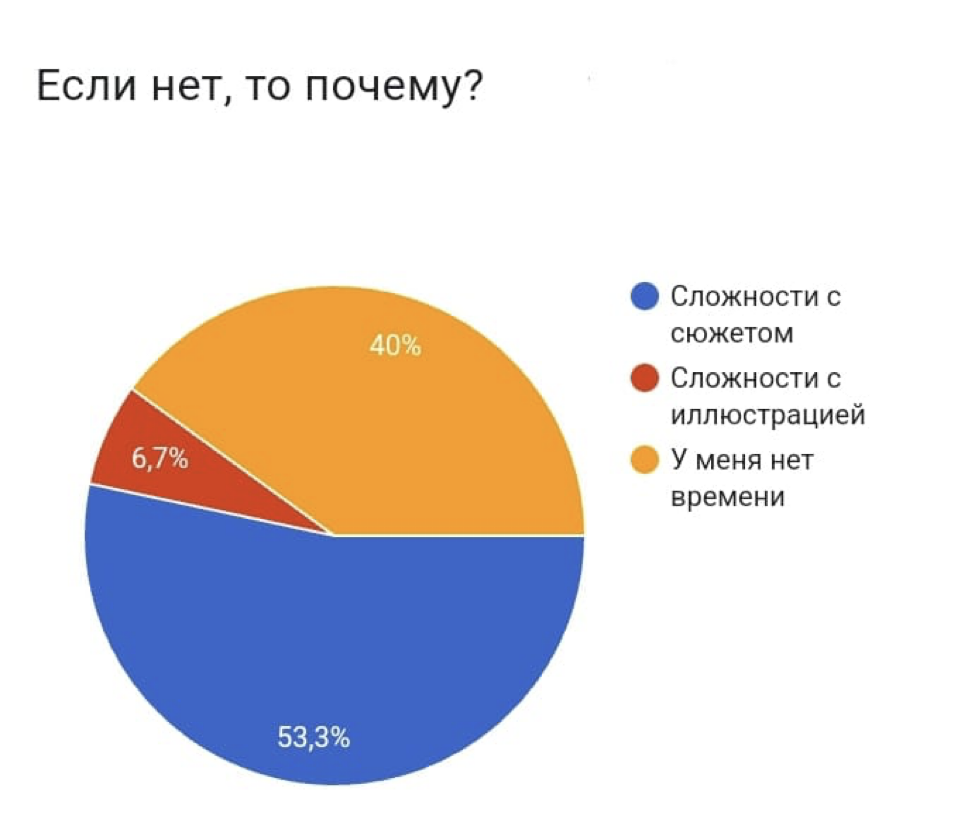 Если нет, то почему?
40%
6,7%
53,3%
Сложности с
сюжетом
Сложности с
иллюстрацией
У меня нет
времени